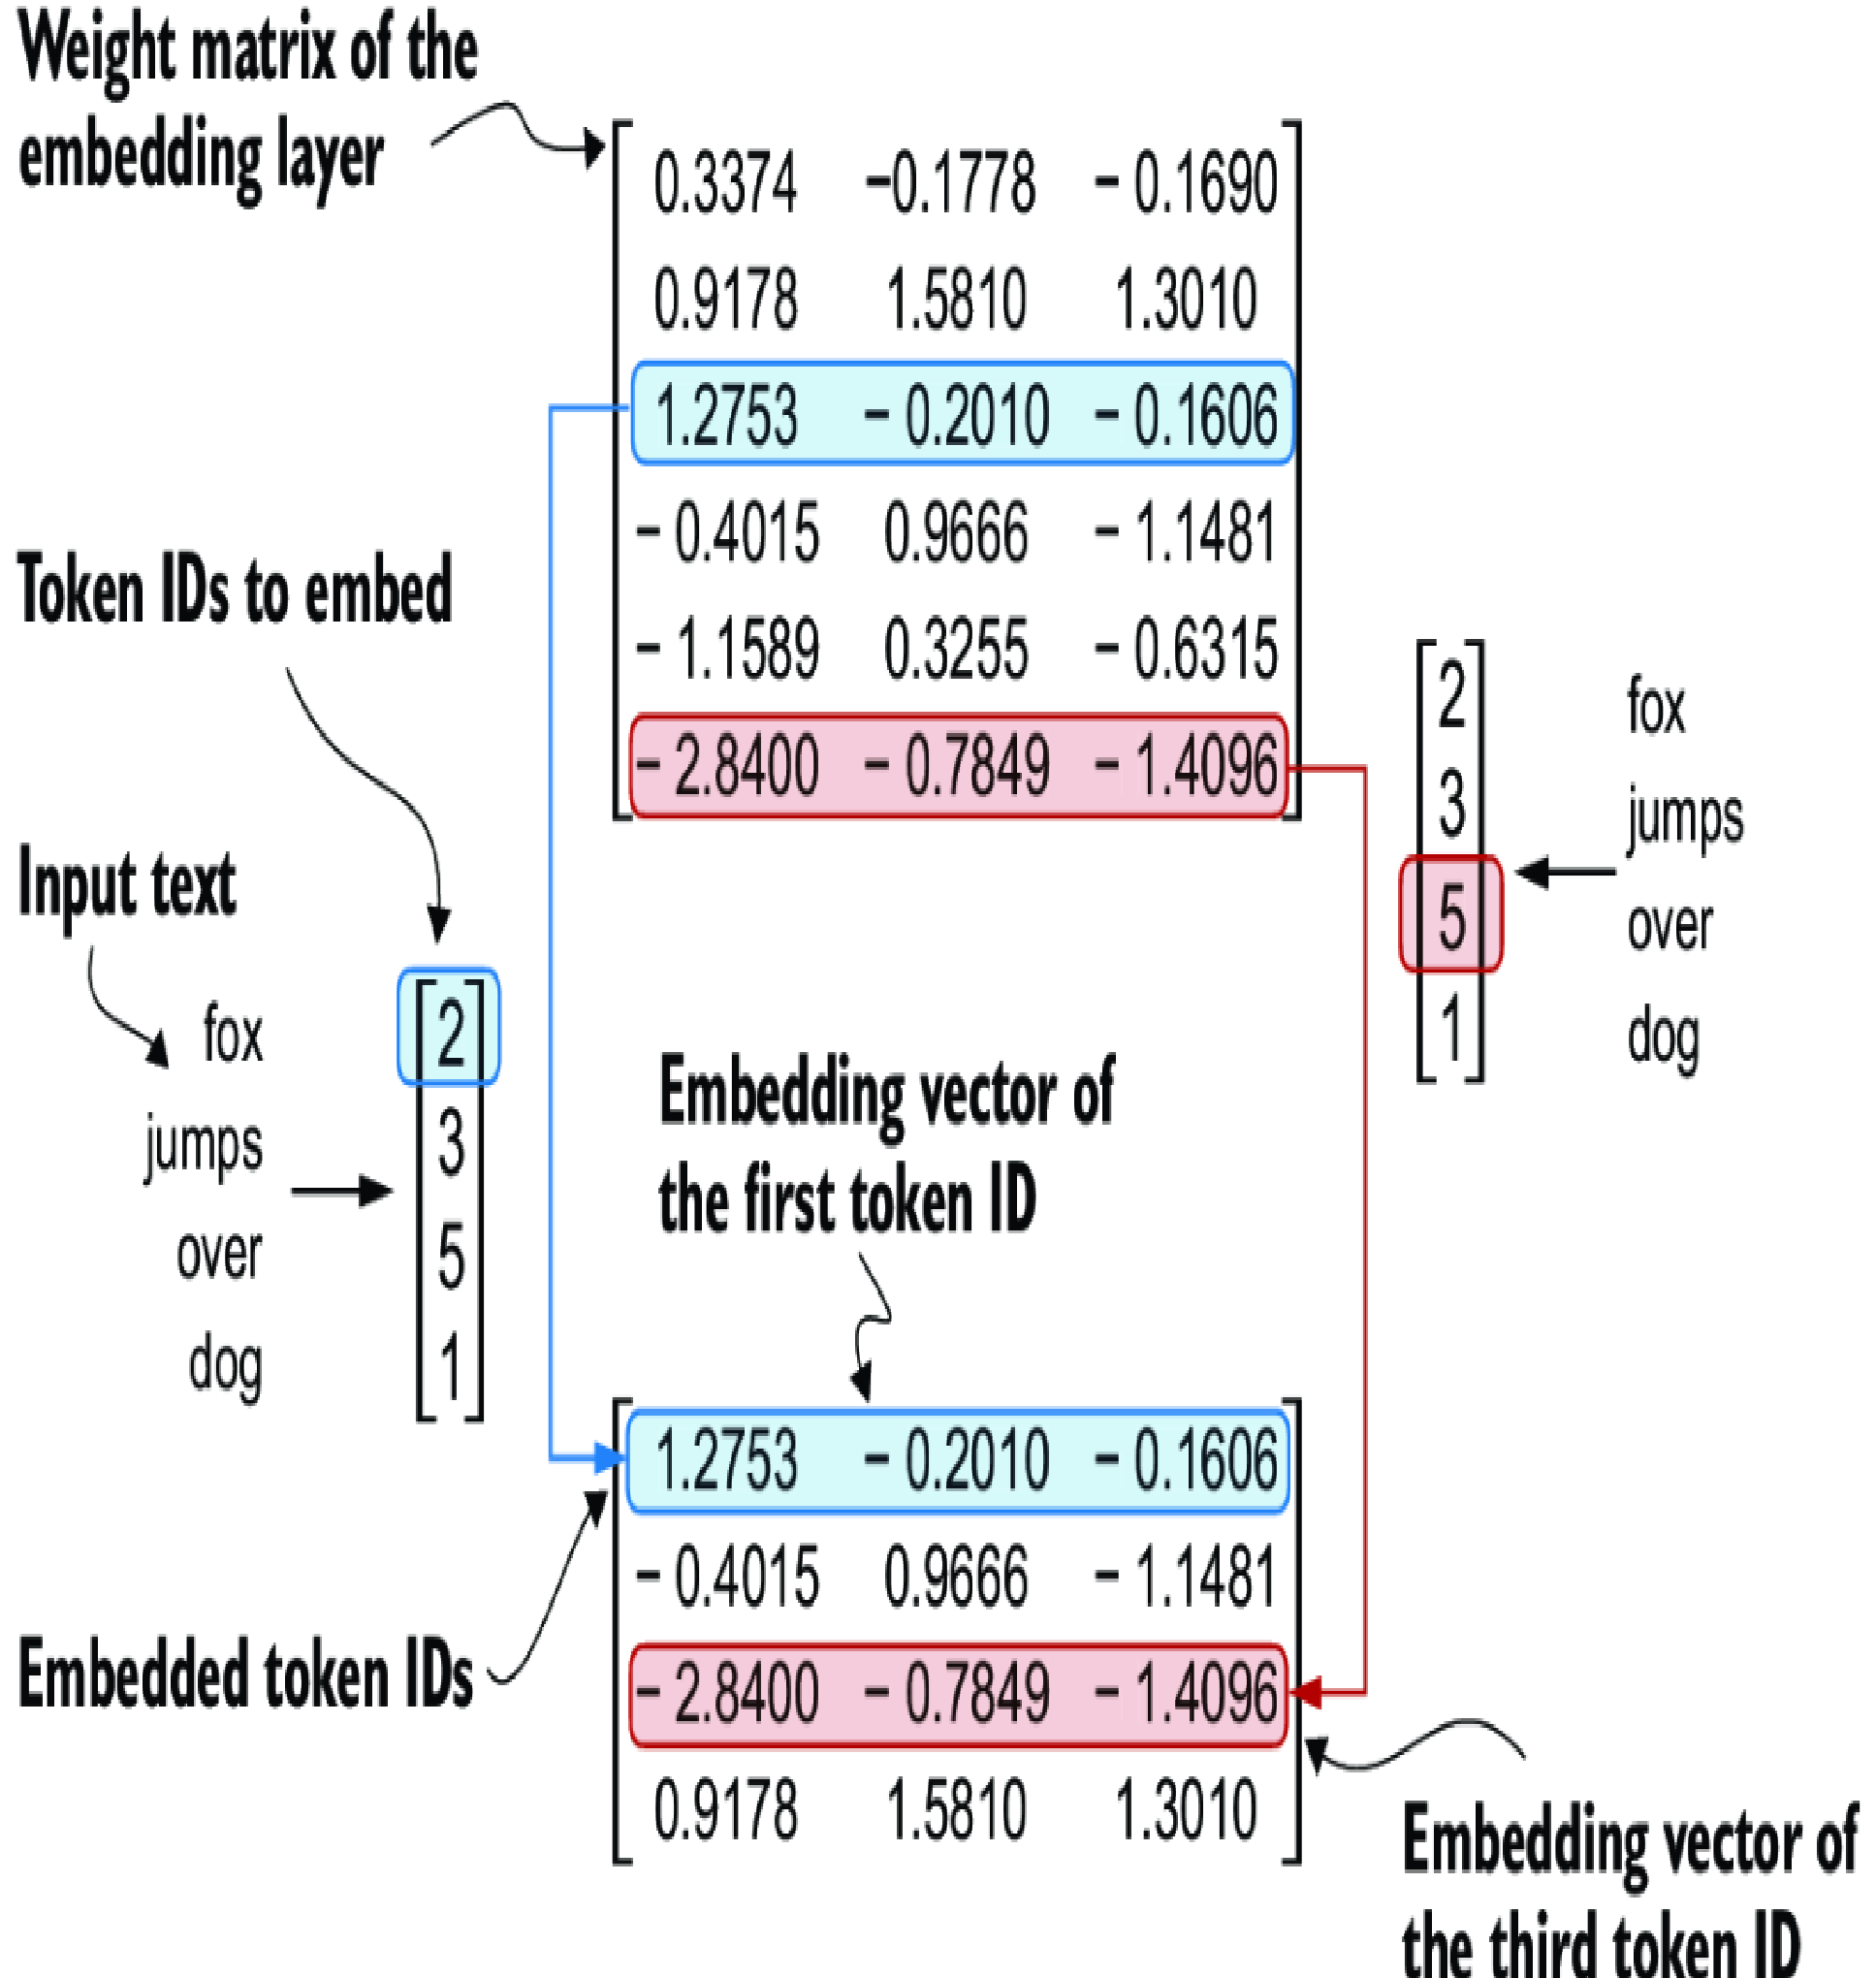 Weight matrix of the
embedding layer
0.3374 −0.1778 − 0.1690
0.9178 1.5810 1.3010
1.2753 − 0.2010 − 0.1606
− 0.4015 0.9666 − 1.1481
− 1.1589 0.3255 − 0.6315
− 2.8400 − 0.7849 − 1.4096
Token IDs to embed
Input text
fox 2
jumps 3
over 5
dog 1
2 fox
3 jumps
5 over
1 dog
Embedding vector of
the first token ID
1.2753 − 0.2010 − 0.1606
− 0.4015 0.9666 − 1.1481
− 2.8400 − 0.7849 − 1.4096
0.9178 1.5810 1.3010
Embedded token IDs
Embedding vector of
the third token ID